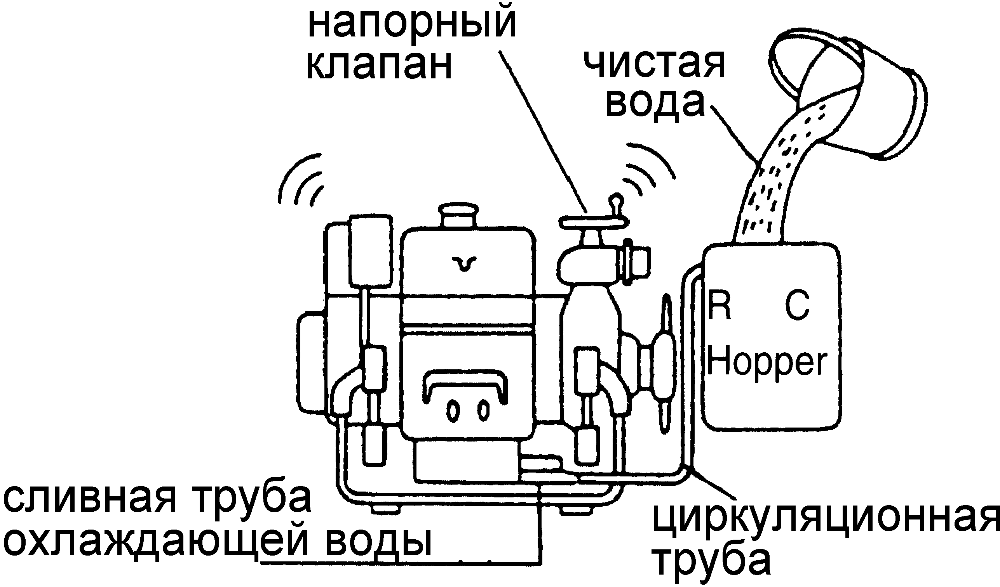 напорный
клапан
чистая
вода
R C
Hopper
сливная труба
охлаждающей воды
циркуляционная
труба